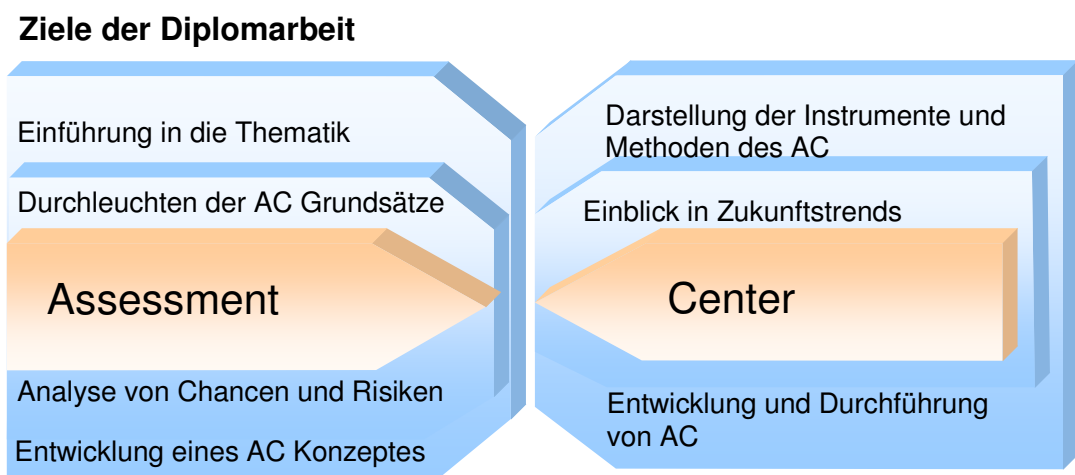 Ziele der Diplomarbeit
Einführung in die Thematik
Durchleuchten der AC Grundsätze
Assessment
Analyse von Chancen und Risiken
Entwicklung eines AC Konzeptes
Darstellung der Instrumente und
Methoden des AC
Einblick in Zukunftstrends
Center
Entwicklung und Durchführung
von AC